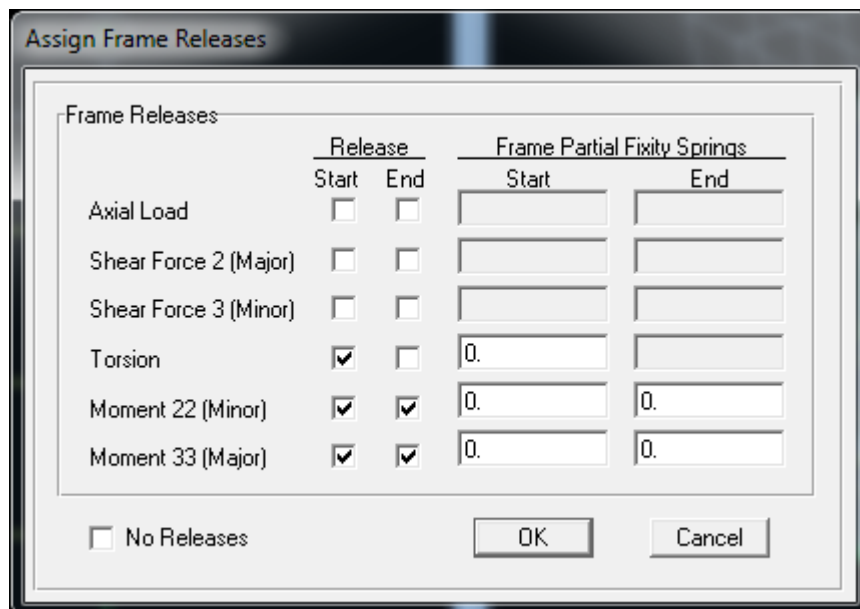 Assign Frame Releases
Frame Releases
Release Frame Partial Fixity Springs
Start End Start End
Axial Load
Shear Force 2 (Major)
Shear Force 3 (Minor)
Torsion 0.
Moment 22 (Minor) 0. 0.
Moment 33 (Major) 0. 0.
No Releases OK Cancel